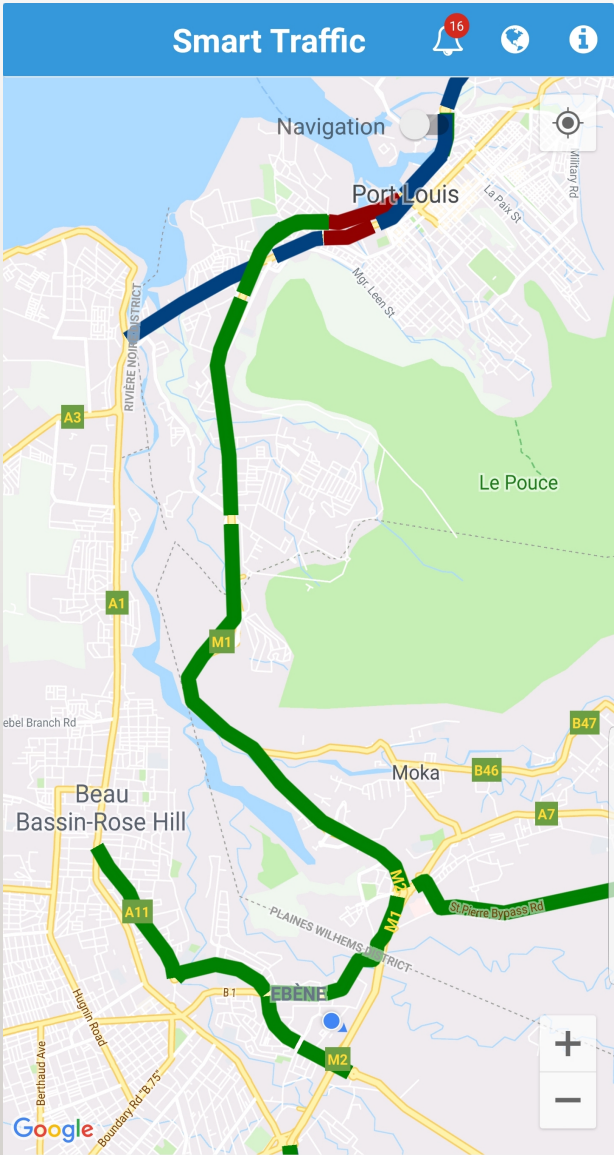 Smart Traffic
16
Navigation
Port Louis
Military Rd
La Paix St
Mgr. Leen St
RIVIÈRE NOIRE DISTRICT
A3
Le Pouce
A1
M1
ebel Branch Rd
B47
Moka
B46
Beau
Bassin-Rose Hill
A7
M2
St Pierre Bypass Rd
A11
M1
PLAINES WILHEMS DISTRICT
B1
EBÈNE
Hugnin Road
M2
Berthaud Ave
Boundary Rd "B.75"
Google